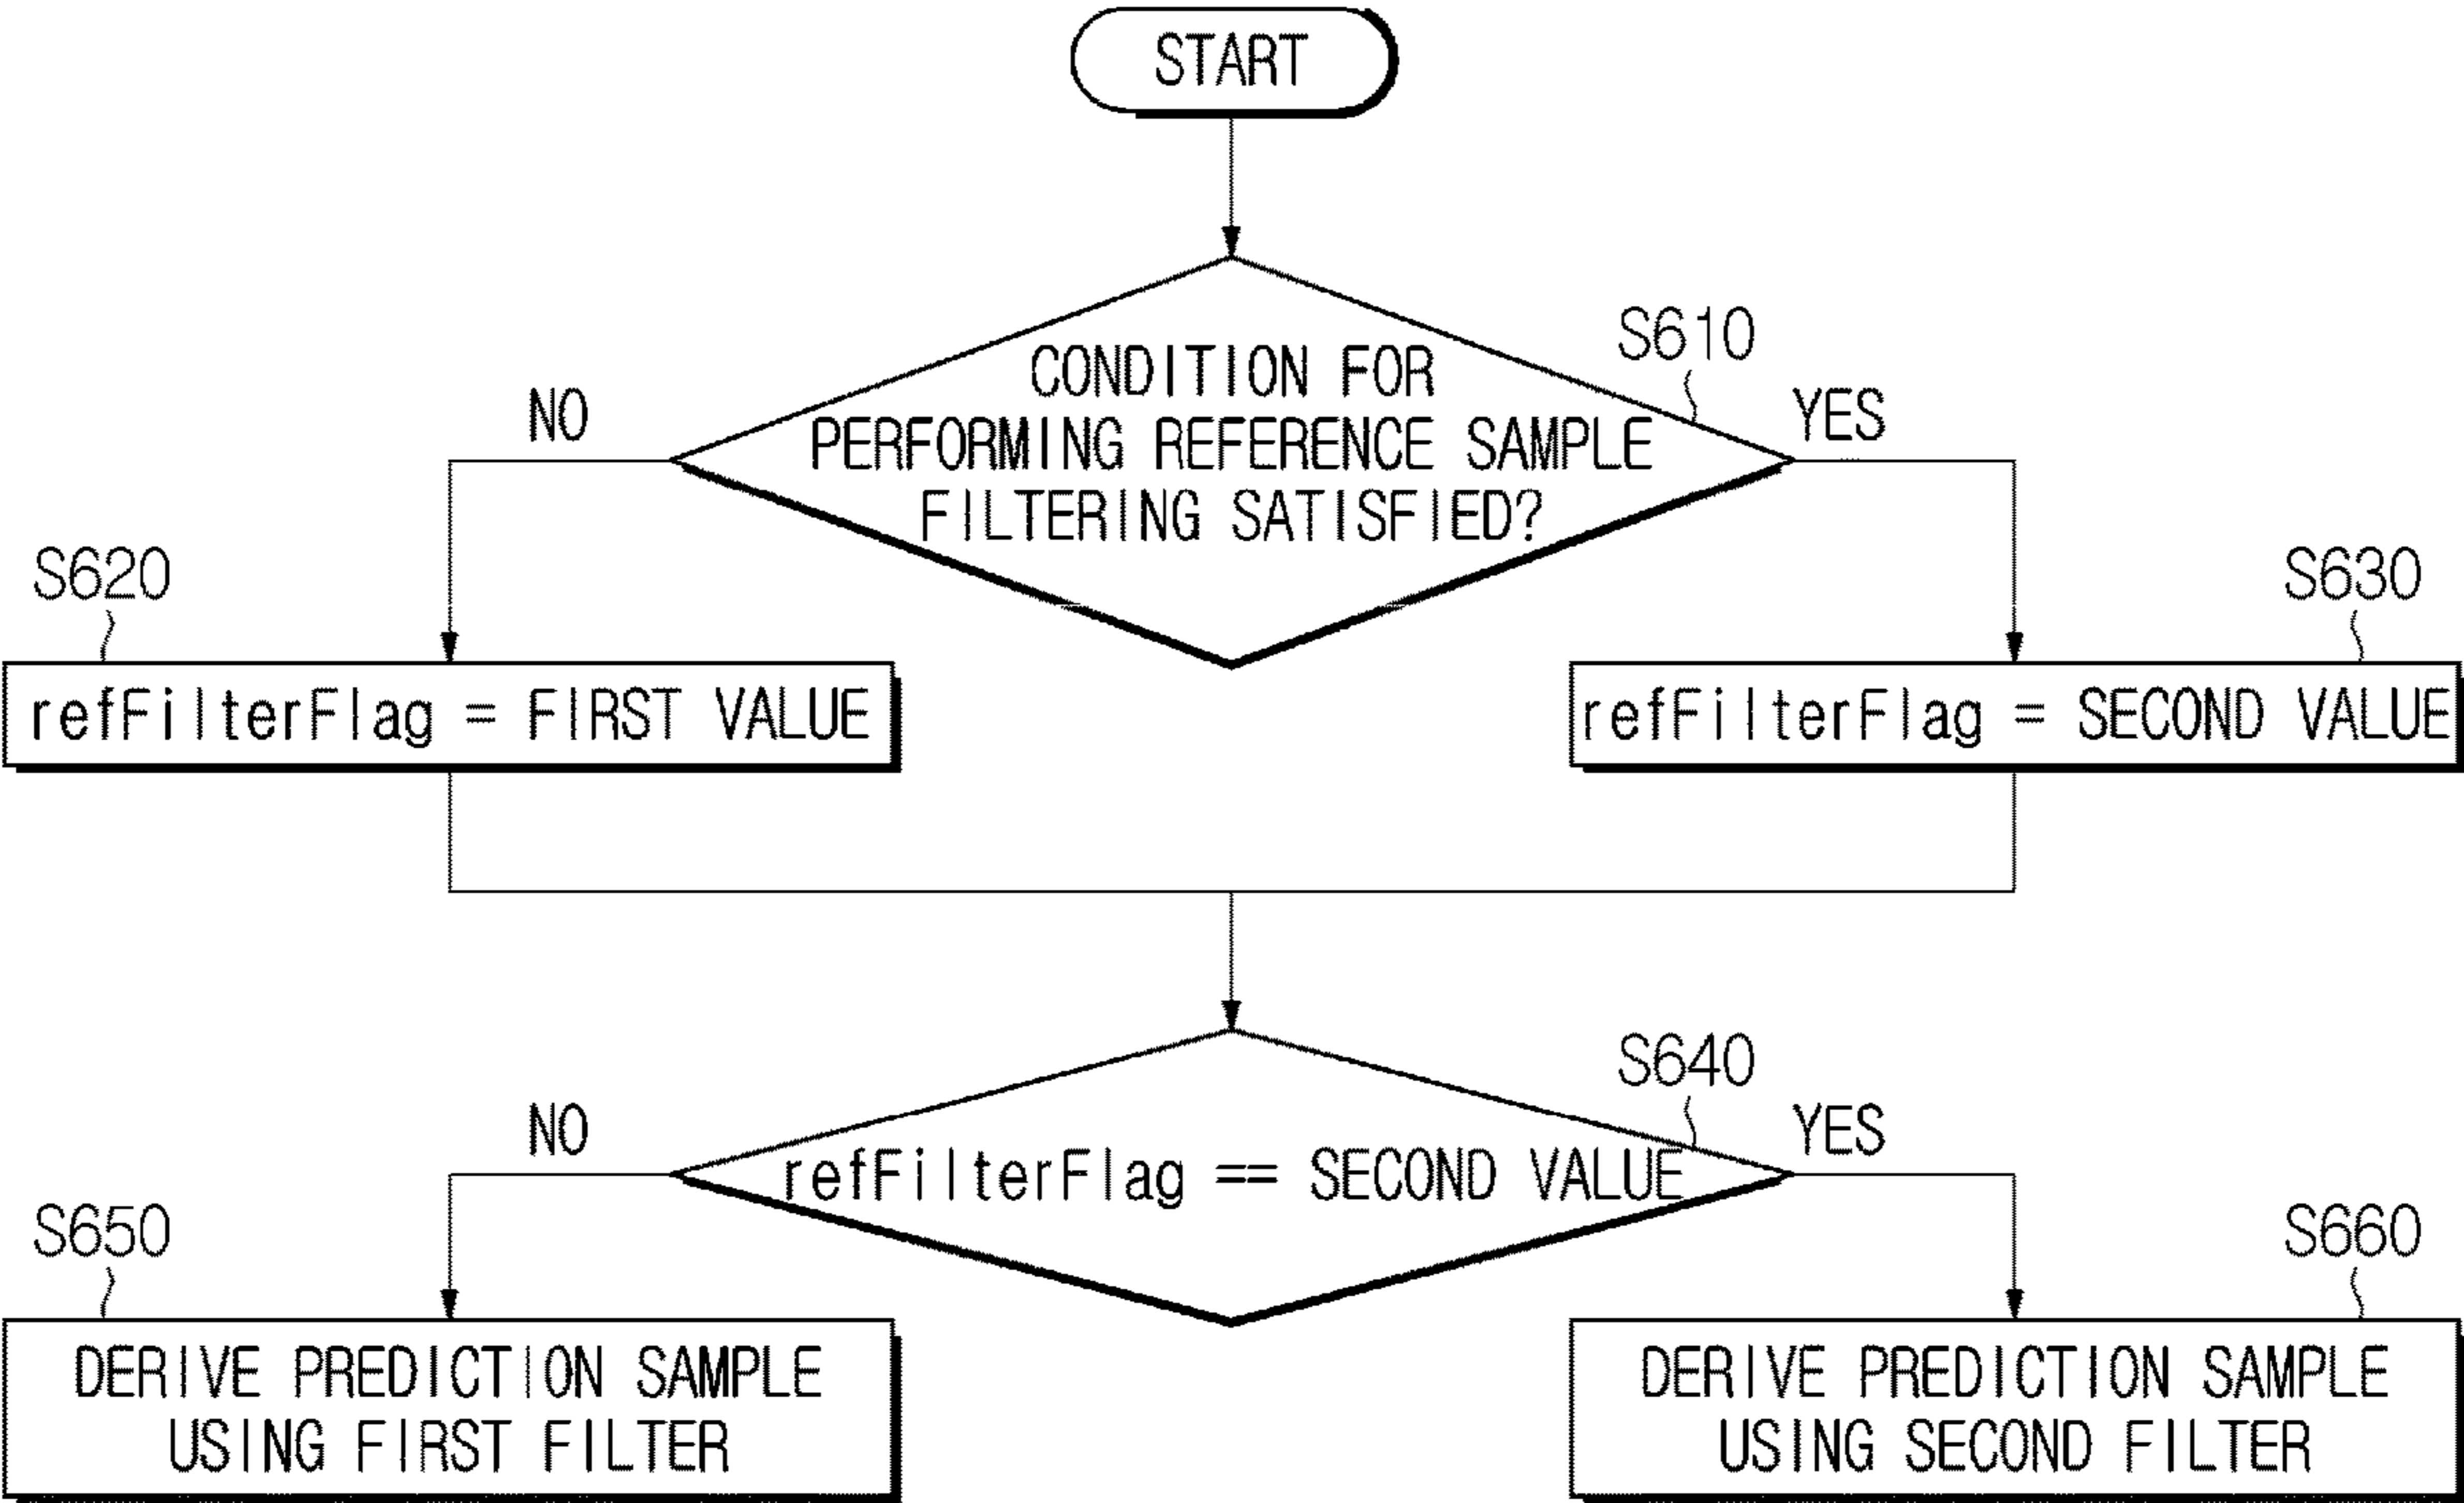 START
S610
CONDITION FOR
PERFORMING REFERENCE SAMPLE
FILTERING SATISFIED?
NO
YES
S620
S630
refFilterFlag = FIRST VALUE
refFilterFlag = SECOND VALUE
S640
refFilterFlag == SECOND VALUE
NO
YES
S650
S660
DERIVE PREDICTION SAMPLE
USING FIRST FILTER
DERIVE PREDICTION SAMPLE
USING SECOND FILTER